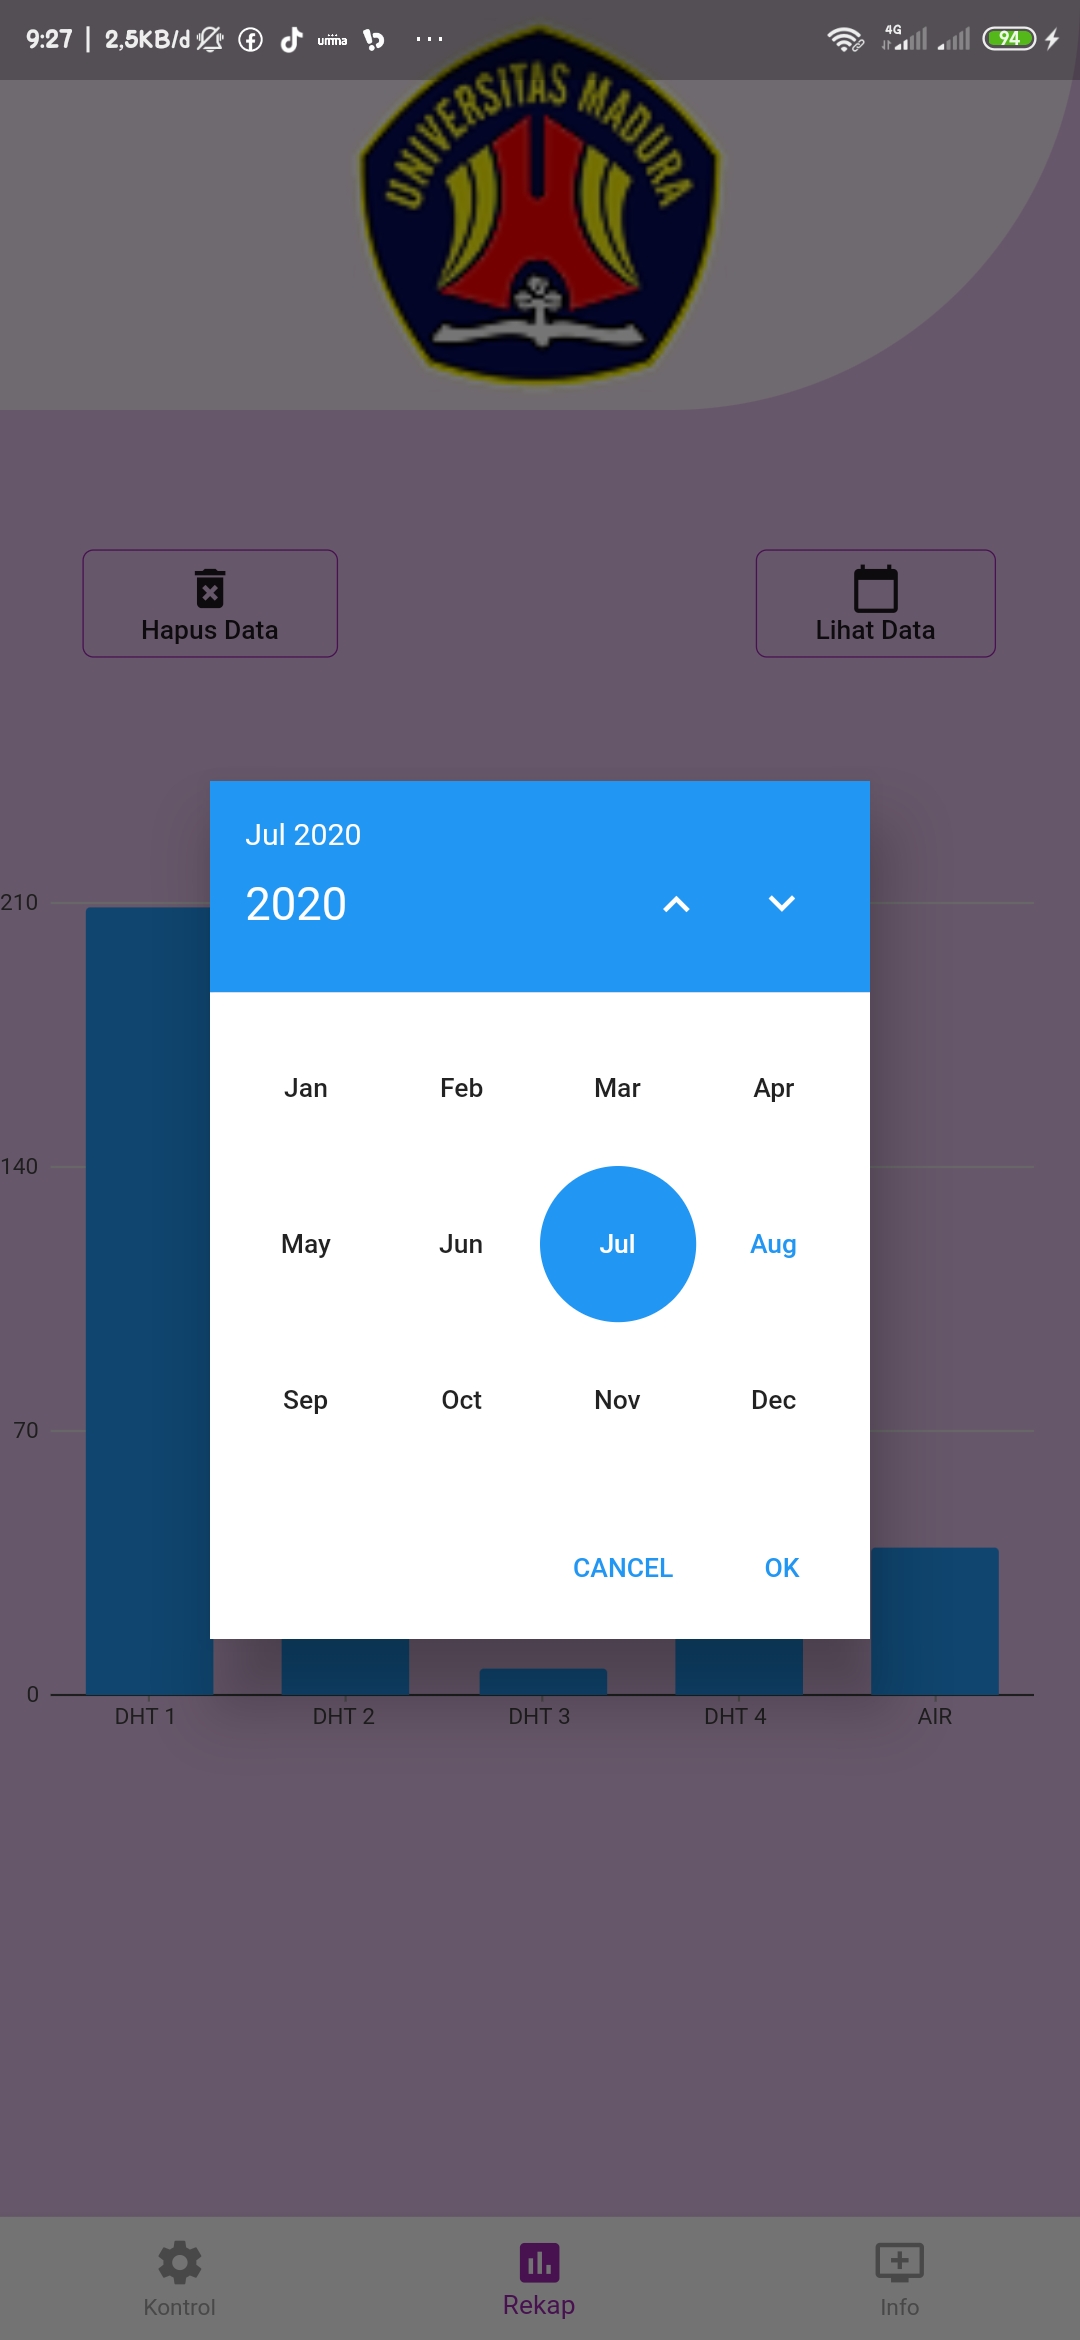 9:27 | 2,5KB/d umma ... 4G 94
UNIVERSITAS MADURA
Hapus Data
Lihat Data
Jul 2020
2020
210
Jan Feb Mar Apr
140
May Jun Jul Aug
Sep Oct Nov Dec
70
CANCEL OK
0
DHT 1 DHT 2 DHT 3 DHT 4 AIR
Kontrol Rekap Info